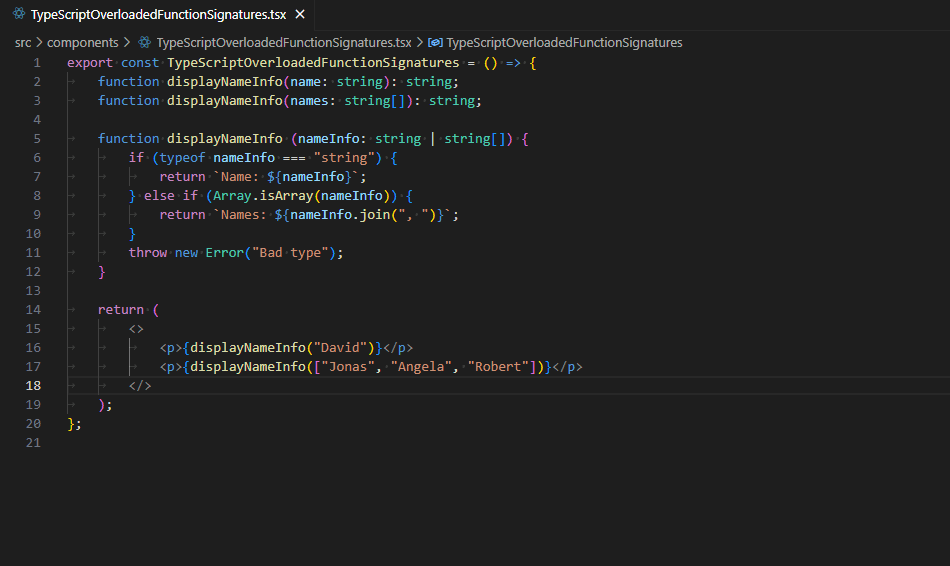 TypeScriptOverloadedFunctionSignatures.tsx ×
src > components > TypeScriptOverloadedFunctionSignatures.tsx > TypeScriptOverloadedFunctionSignatures
1 export const TypeScriptOverloadedFunctionSignatures = () => {
2 function displayNameInfo(name: string): string;
3 function displayNameInfo(names: string[]): string;
4
5 function displayNameInfo (nameInfo: string | string[]) {
6 if (typeof nameInfo === "string") {
7 return `Name: ${nameInfo}`;
8 } else if (Array.isArray(nameInfo)) {
9 return `Names: ${nameInfo.join(", ")}`;
10 }
11 throw new Error("Bad type");
12 }
13
14 return (
15 <>
16 <p>{displayNameInfo("David")}</p>
17 <p>{displayNameInfo(["Jonas", "Angela", "Robert"])}</p>
18 </>
19 );
20 };
21